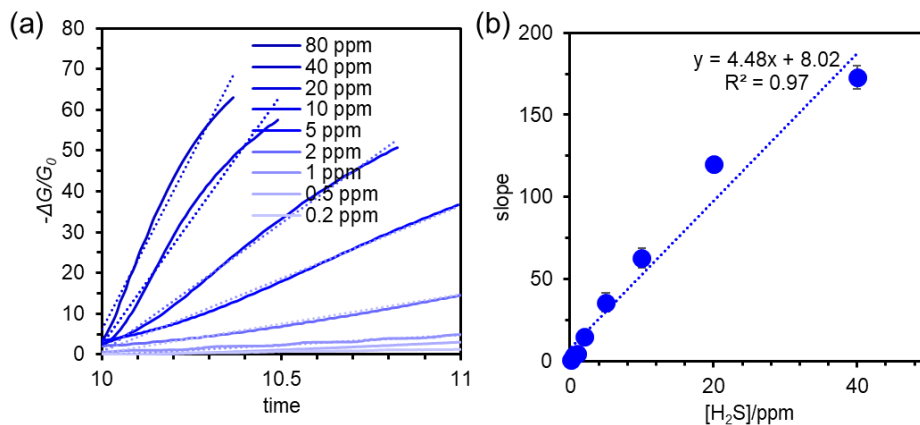 (a)
80
70
60
50
40
30
20
10
0
-ΔG/G₀
80 ppm
40 ppm
20 ppm
10 ppm
5 ppm
2 ppm
1 ppm
0.5 ppm
0.2 ppm
10
10.5
11
time
(b)
200
150
100
50
0
slope
y = 4.48x + 8.02
R² = 0.97
0
20
40
[H₂S]/ppm